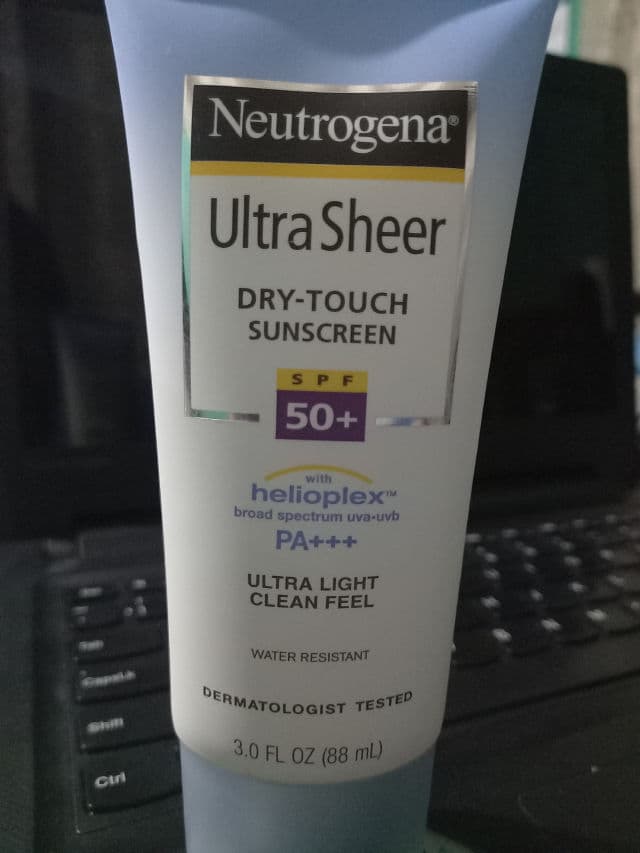 Neutrogena®
Ultra Sheer
DRY-TOUCH
SUNSCREEN
SPF
50+
with
helioplex™
broad spectrum uva-uvb
PA+++
ULTRA LIGHT
CLEAN FEEL
WATER RESISTANT
DERMATOLOGIST TESTED
3.0 FL OZ (88 mL)
Tab
CapsLk
Shift
Ctrl